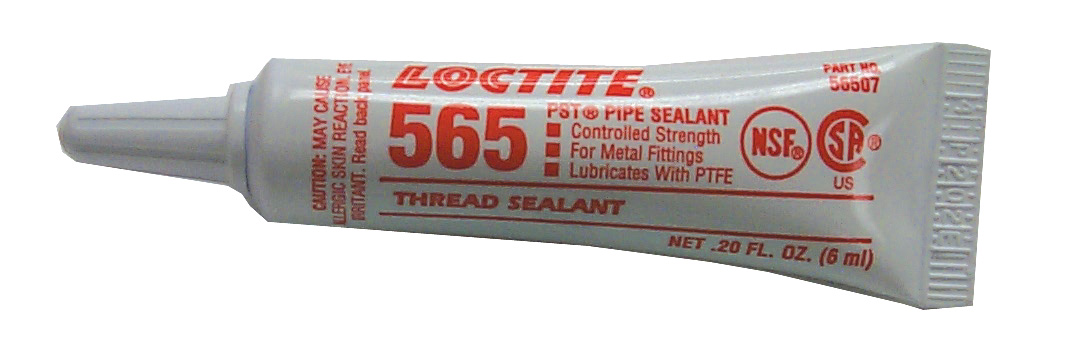 CAUTION: MAY CAUSE
ALLERGIC SKIN REACTION. EYE
IRRITANT. Read back panel
LOCTITE®
565
PST® PIPE SEALANT
Controlled Strength
For Metal Fittings
Lubricates With PTFE
THREAD SEALANT
NET .20 FL. OZ. (6 ml)
PART NO.
56507
NSF®
SA®
US